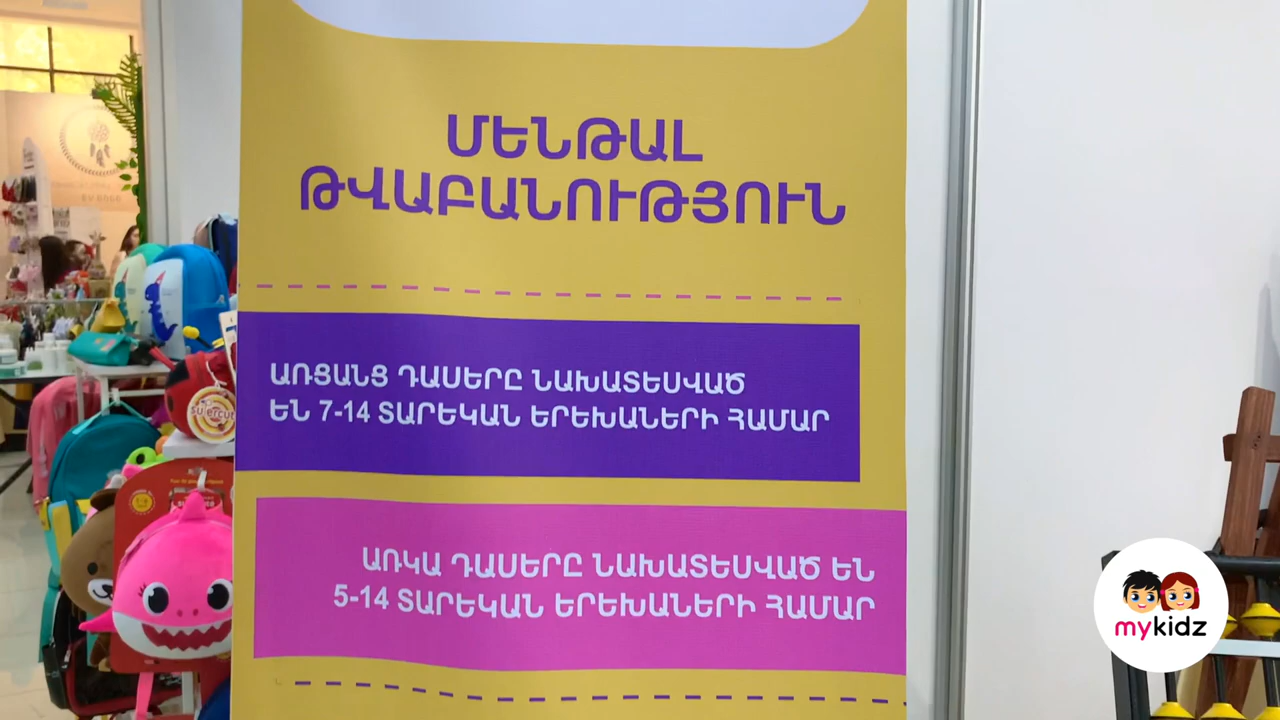 ՄԵՆԹԱԼ
ԹՎԱԲԱՆՈՒԹՅՈՒՆ
ԱՌՑԱՆՑ ԴԱՍԵՐԸ ՆԱԽԱՏԵՍՎԱԾ
ԵՆ 7-14 ՏԱՐԵԿԱՆ ԵՐԵԽԱՆԵՐԻ ՀԱՄԱՐ
ԱՌԿԱ ԴԱՍԵՐԸ ՆԱԽԱՏԵՍՎԱԾ ԵՆ
5-14 ՏԱՐԵԿԱՆ ԵՐԵԽԱՆԵՐԻ ՀԱՄԱՐ
mykidz